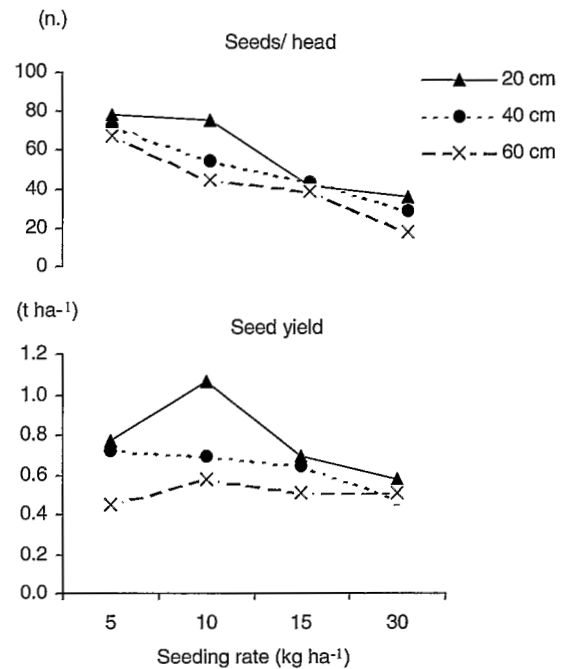 (n.)
Seeds/ head
100
80
60
40
20
0
20 cm
40 cm
60 cm
(t ha-1)
Seed yield
1.2
1.0
0.8
0.6
0.4
0.2
0.0
5 10 15 30
Seeding rate (kg ha-1)